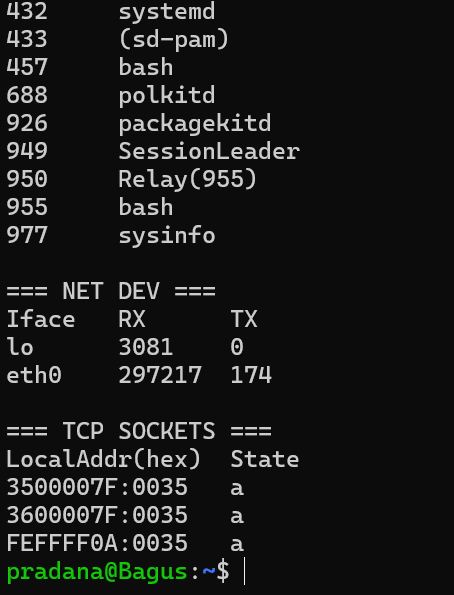 432     systemd
433     (sd-pam)
457     bash
688     polkitd
926     packagekitd
949     SessionLeader
950     Relay(955)
955     bash
977     sysinfo

=== NET DEV ===
Iface   RX      TX
lo      3081    0
eth0    297217  174

=== TCP SOCKETS ===
LocalAddr(hex)  State
3500007F:0035   a
3600007F:0035   a
FEFFFF0A:0035   a
pradana@Bagus:~$